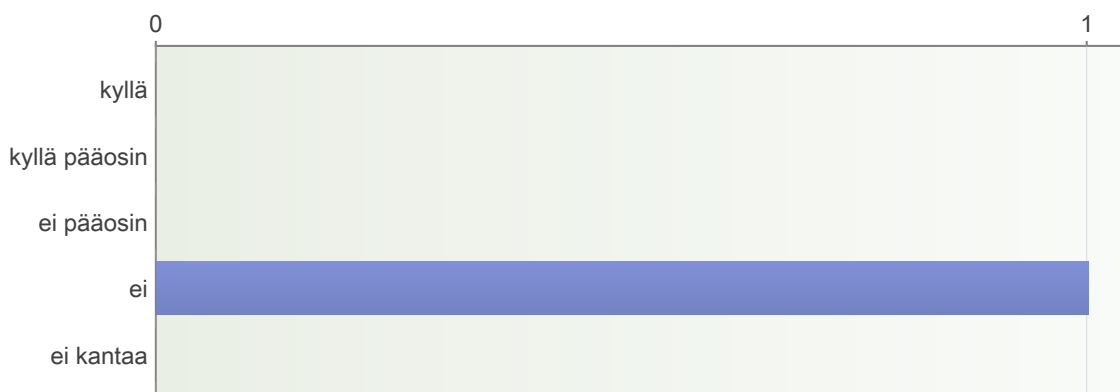 0 1
kyllä
kyllä pääosin
ei pääosin
ei
ei kantaa